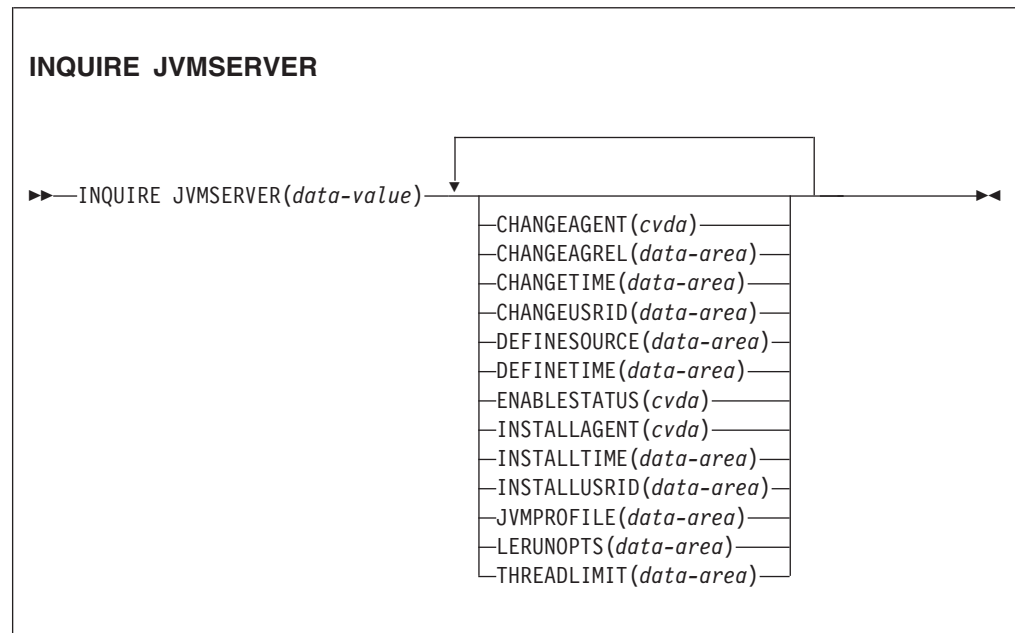 INQUIRE JVMSERVER
INQUIRE JVMSERVER(data-value)
CHANGEAGENT(cvda)
CHANGEAGREL(data-area)
CHANGETIME(data-area)
CHANGEUSRID(data-area)
DEFINESOURCE(data-area)
DEFINETIME(data-area)
ENABLESTATUS(cvda)
INSTALLAGENT(cvda)
INSTALLTIME(data-area)
INSTALLUSRID(data-area)
JVMPROFILE(data-area)
LERUNOPTS(data-area)
THREADLIMIT(data-area)